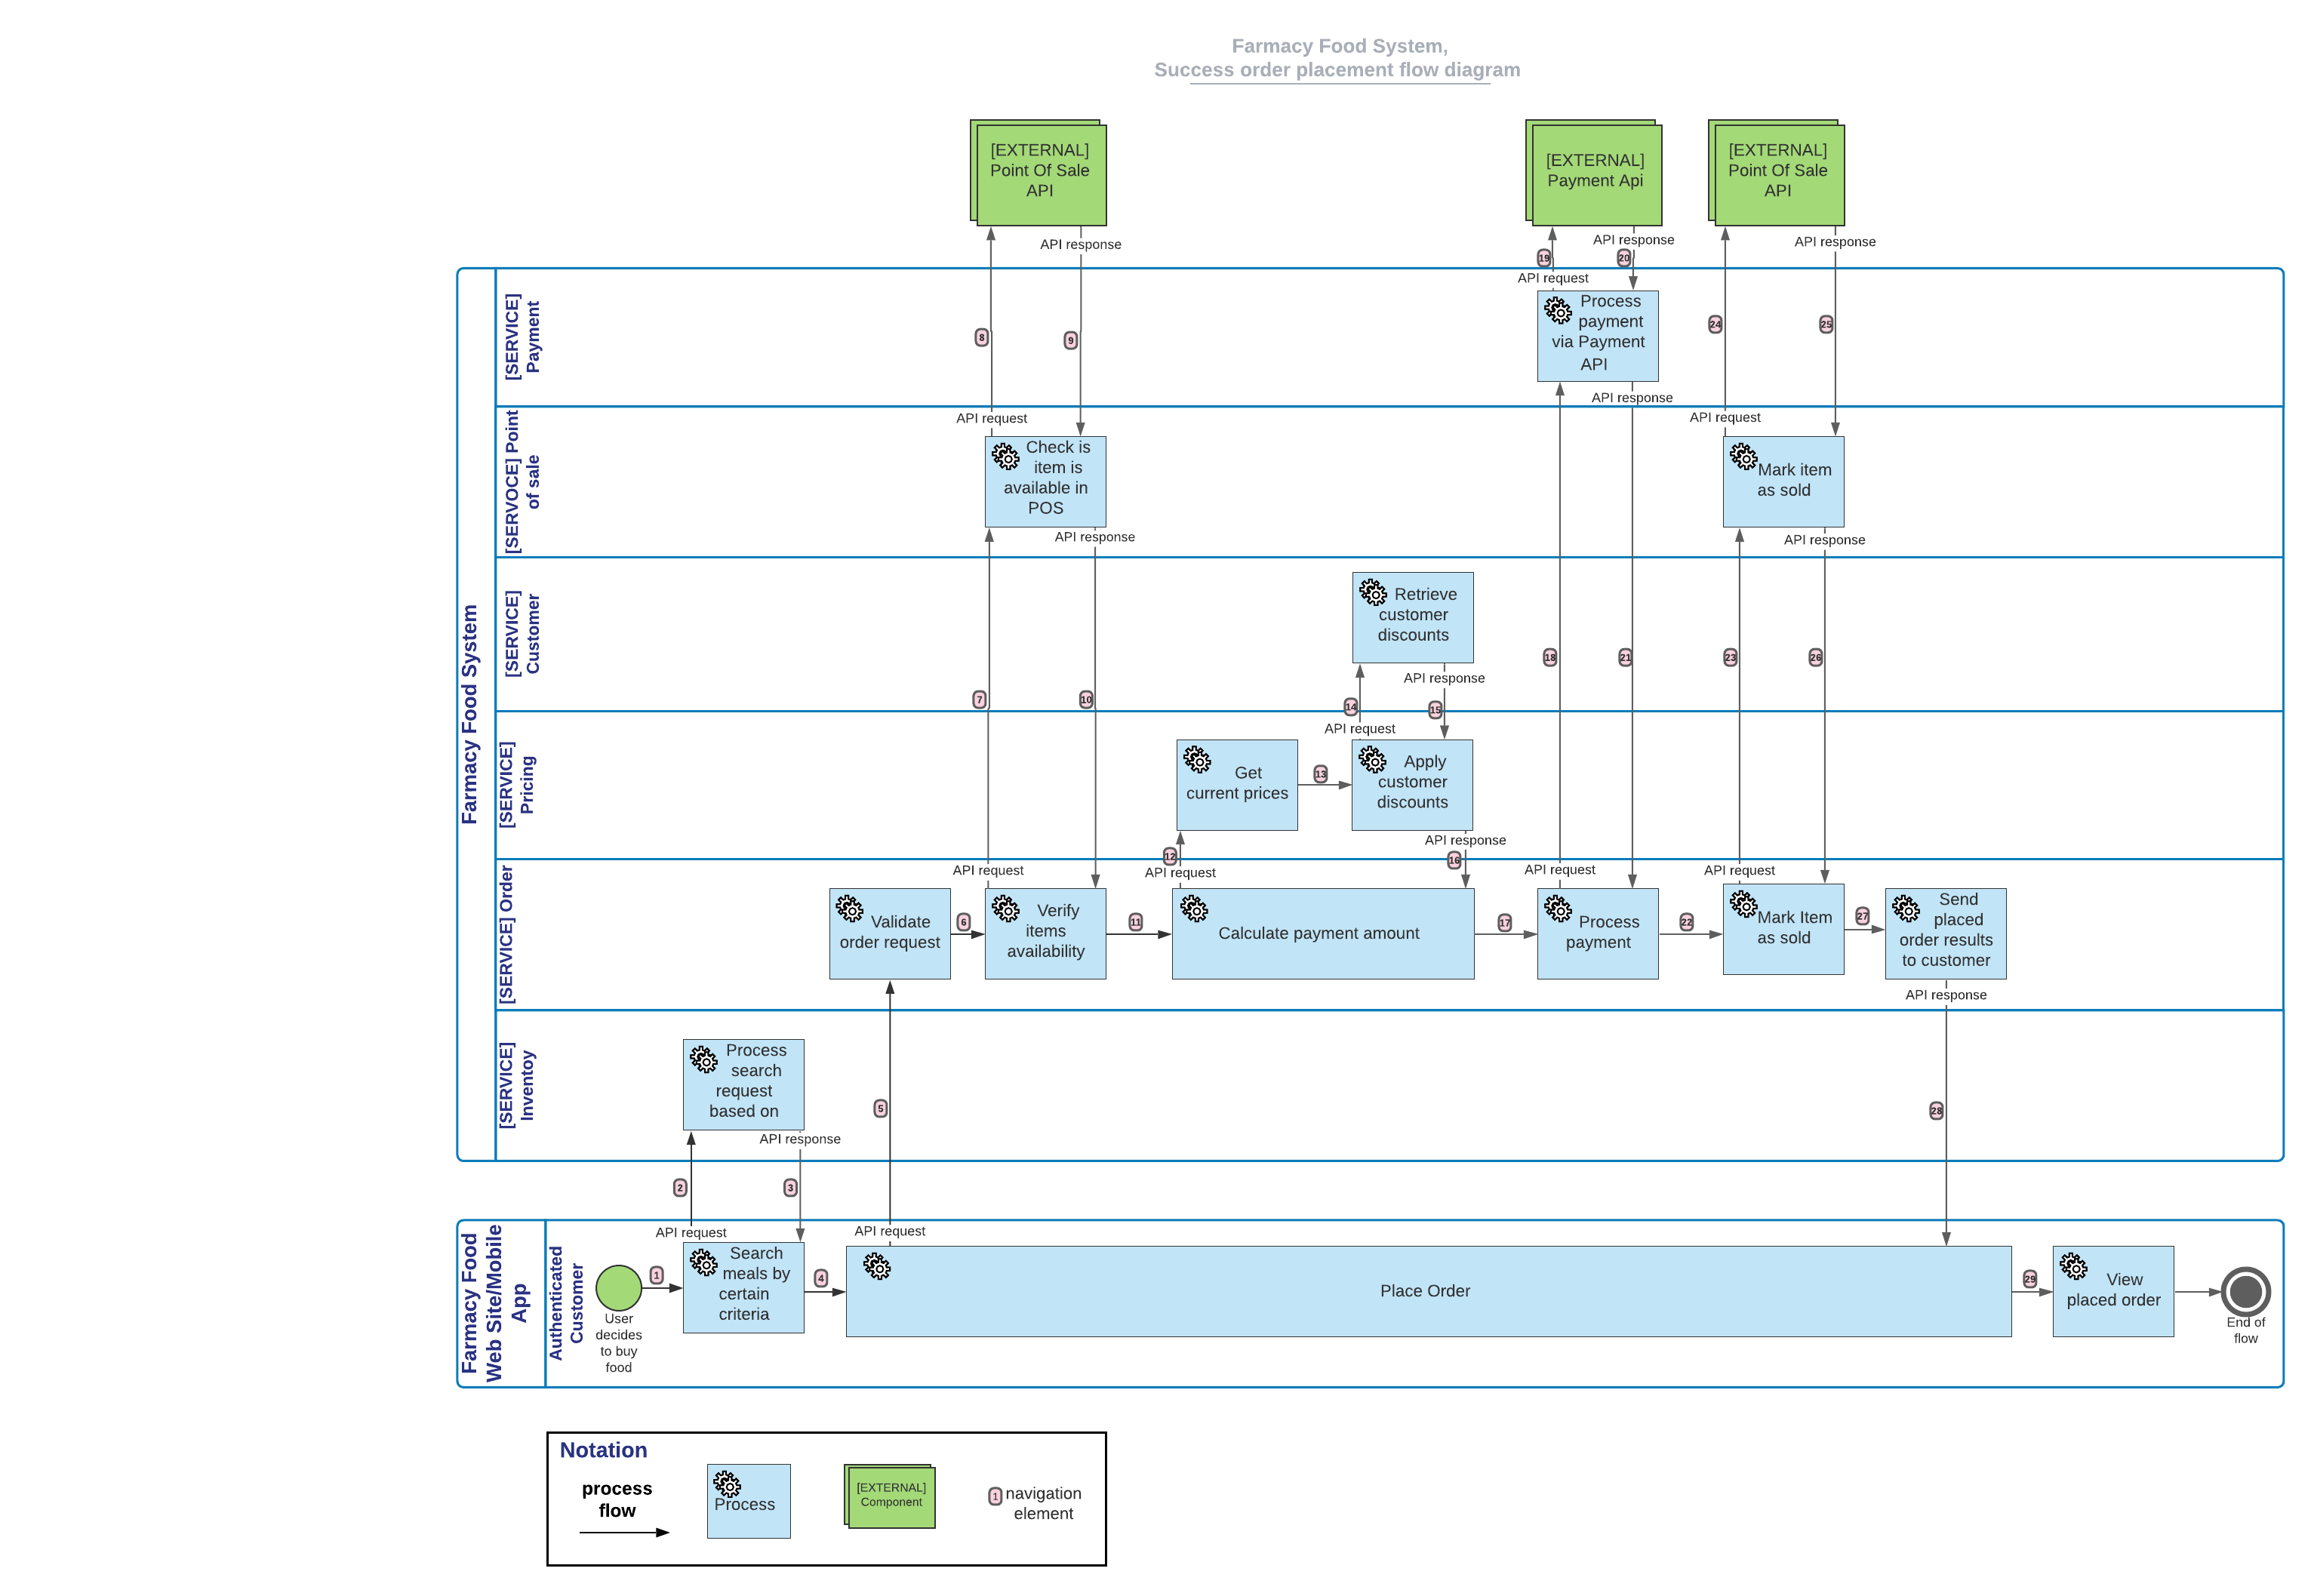 Farmacy Food System,
Success order placement flow diagram
[EXTERNAL]
Point Of Sale
API
[EXTERNAL]
Payment Api
[EXTERNAL]
Point Of Sale
API
API response
API response
API response
19
20
API request
Farmacy Food System
[SERVICE]
Payment
8
9
Process
payment
via Payment
API
24
25
API response
API request
API request
[SERVOCE] Point
of sale
Check is
item is
available in
POS
Mark item
as sold
API response
API response
[SERVICE]
Customer
Retrieve
customer
discounts
18
21
23
26
API response
7
10
14
15
API request
[SERVICE]
Pricing
Get
current prices
13
Apply
customer
discounts
API response
12
16
API request
API request
API request
API request
[SERVICE] Order
Validate
order request
6
Verify
items
availability
11
Calculate payment amount
17
Process
payment
22
Mark Item
as sold
27
Send
placed
order results
to customer
API response
[SERVICE]
Inventoy
Process
search
request
based on
API response
5
28
2
3
API request
API request
Farmacy Food
Web Site/Mobile
App
Authenticated
Customer
1
User
decides
to buy
food
Search
meals by
certain
criteria
4
Place Order
29
View
placed order
End of
flow
Notation
process
flow
Process
[EXTERNAL]
Component
1
navigation
element